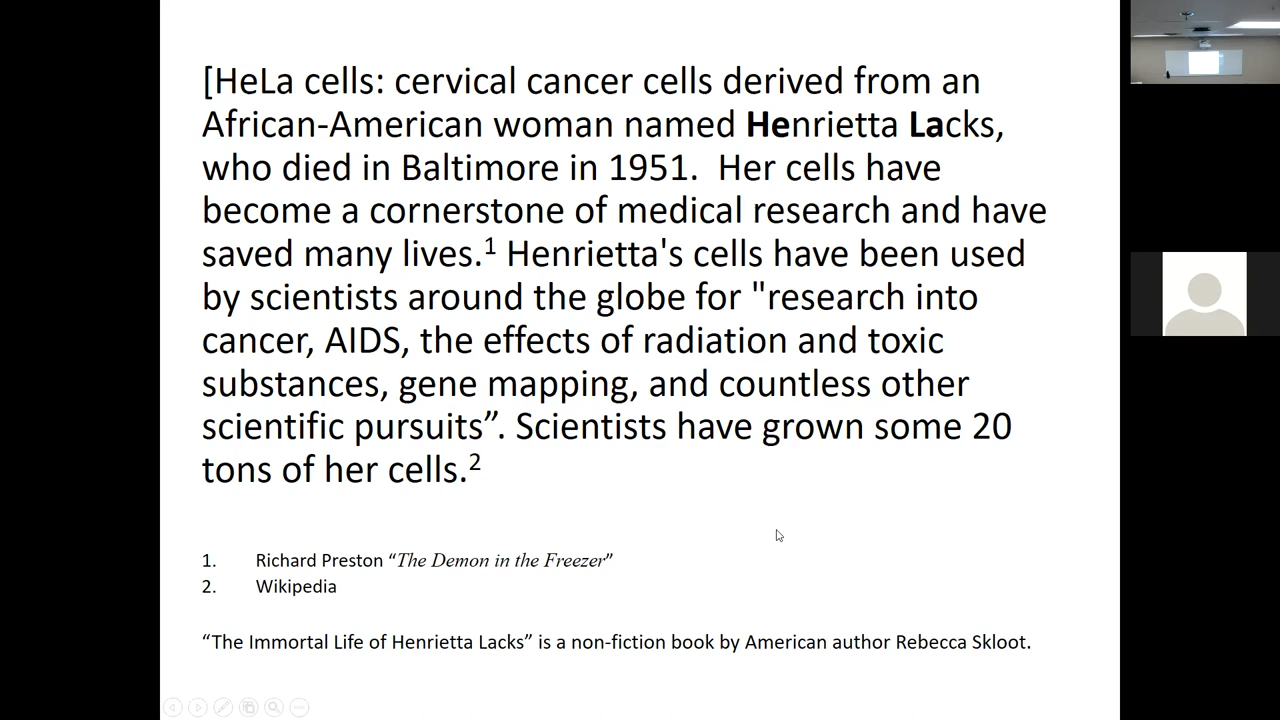 [HeLa cells: cervical cancer cells derived from an
African-American woman named Henrietta Lacks,
who died in Baltimore in 1951.  Her cells have
become a cornerstone of medical research and have
saved many lives.1 Henrietta's cells have been used
by scientists around the globe for "research into
cancer, AIDS, the effects of radiation and toxic
substances, gene mapping, and countless other
scientific pursuits”. Scientists have grown some 20
tons of her cells.2
1. Richard Preston “The Demon in the Freezer”
2. Wikipedia
“The Immortal Life of Henrietta Lacks” is a non-fiction book by American author Rebecca Skloot.